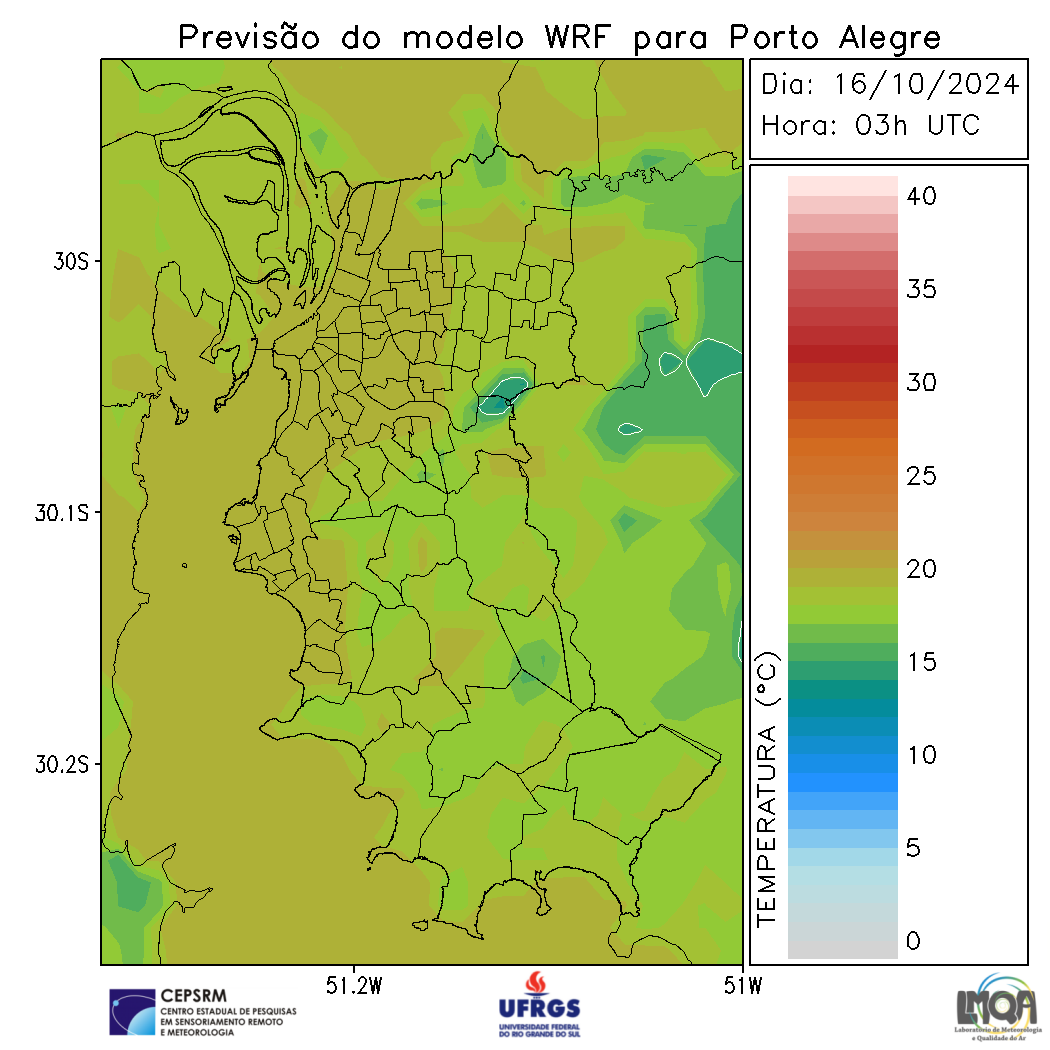 Previsão do modelo WRF para Porto Alegre
Dia: 16/10/2024
Hora: 03h UTC
40
35
30
25
20
15
10
5
0
TEMPERATURA (°C)
30S
30.1S
30.2S
51.2W
51W
CEPSRM
CENTRO ESTADUAL DE PESQUISAS
EM SENSORIAMENTO REMOTO
E METEOROLOGIA
UFRGS
UNIVERSIDADE FEDERAL
DO RIO GRANDE DO SUL
LMQA
Laboratório de Meteorologia
e Qualidade do Ar